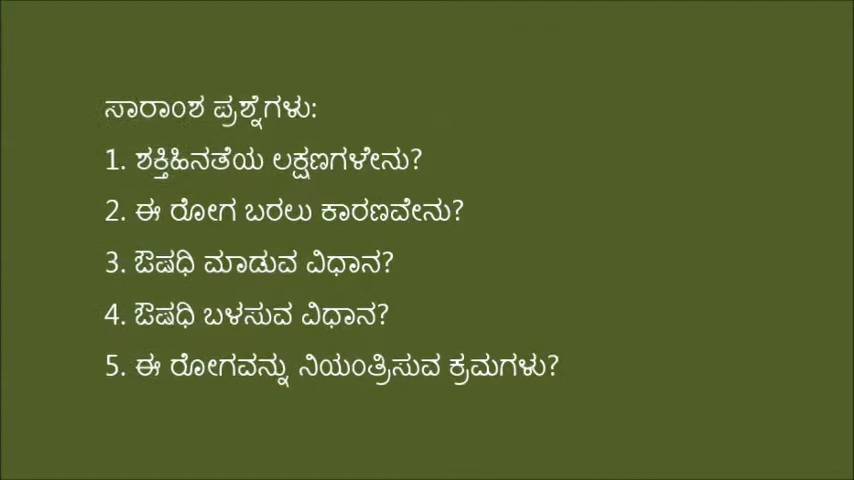 ಸಾರಾಂಶ ಪ್ರಶ್ನೆಗಳು:
1. ಶಕ್ತಿಹಿನತೆಯ ಲಕ್ಷಣಗಳೇನು?
2. ಈ ರೋಗ ಬರಲು ಕಾರಣವೇನು?
3. ಔಷಧಿ ಮಾಡುವ ವಿಧಾನ?
4. ಔಷಧಿ ಬಳಸುವ ವಿಧಾನ?
5. ಈ ರೋಗವನ್ನು ನಿಯಂತ್ರಿಸುವ ಕ್ರಮಗಳು?